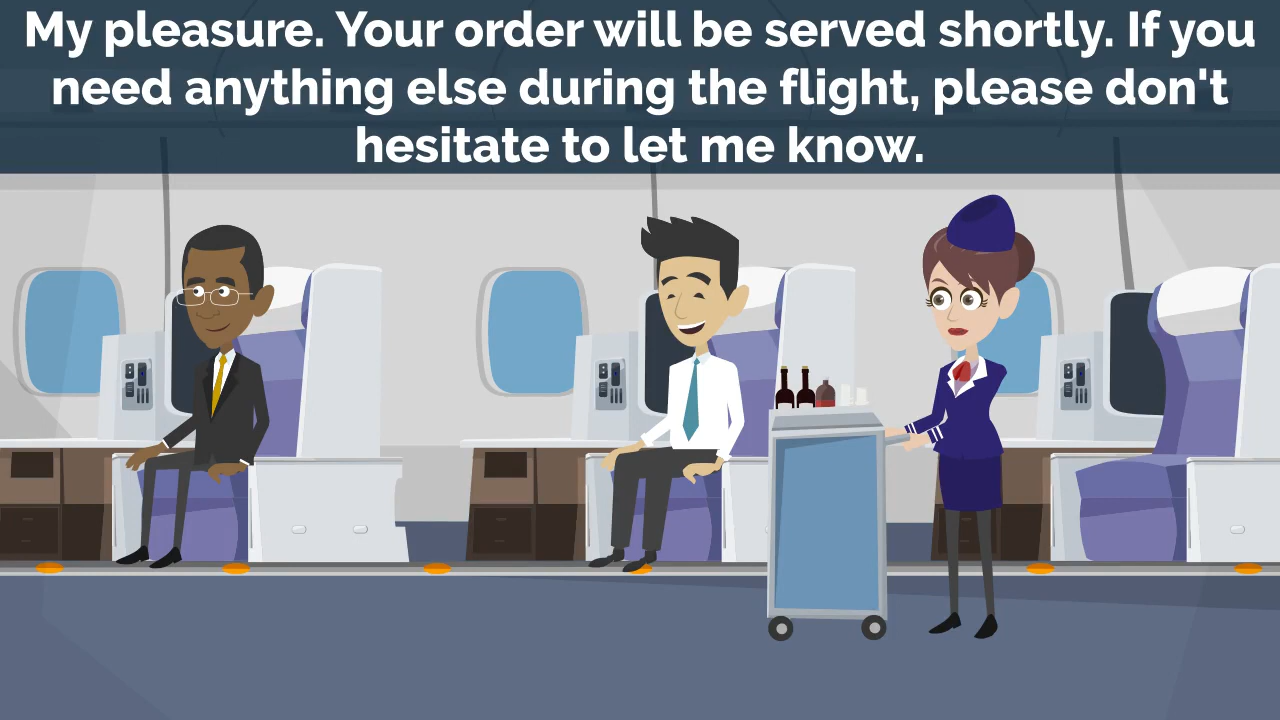 My pleasure. Your order will be served shortly. If you
need anything else during the flight, please don't
hesitate to let me know.